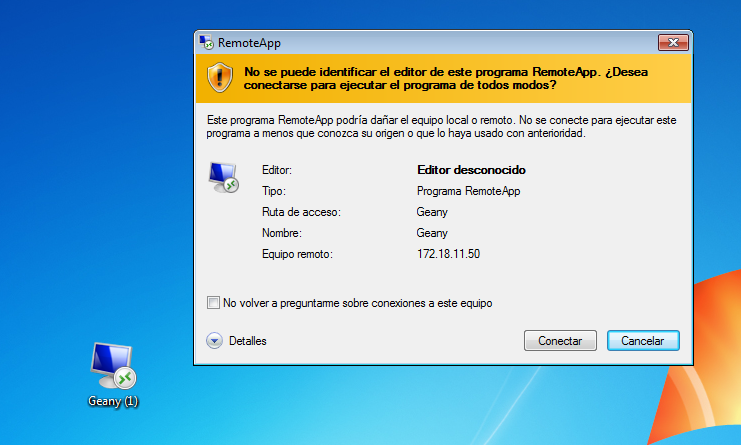 RemoteApp
No se puede identificar el editor de este programa RemoteApp. ¿Desea
conectarse para ejecutar el programa de todos modos?
Este programa RemoteApp podría dañar el equipo local o remoto. No se conecte para ejecutar este
programa a menos que conozca su origen o que lo haya usado con anterioridad.
Editor: Editor desconocido
Tipo: Programa RemoteApp
Ruta de acceso: Geany
Nombre: Geany
Equipo remoto: 172.18.11.50
No volver a preguntarme sobre conexiones a este equipo
Detalles Conectar Cancelar
Geany (1)